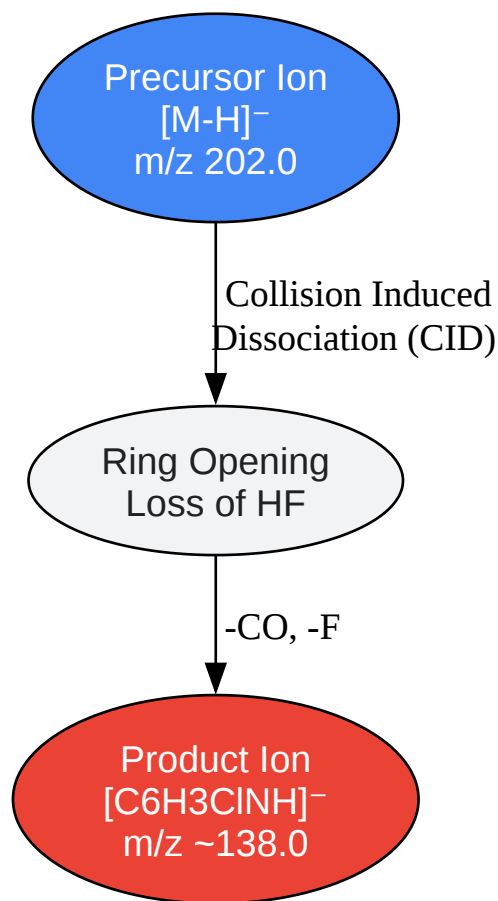 Precursor Ion
[M-H]⁻
m/z 202.0
Collision Induced
Dissociation (CID)
Ring Opening
Loss of HF
-CO, -F
Product Ion
[C6H3ClNH]⁻
m/z ~138.0